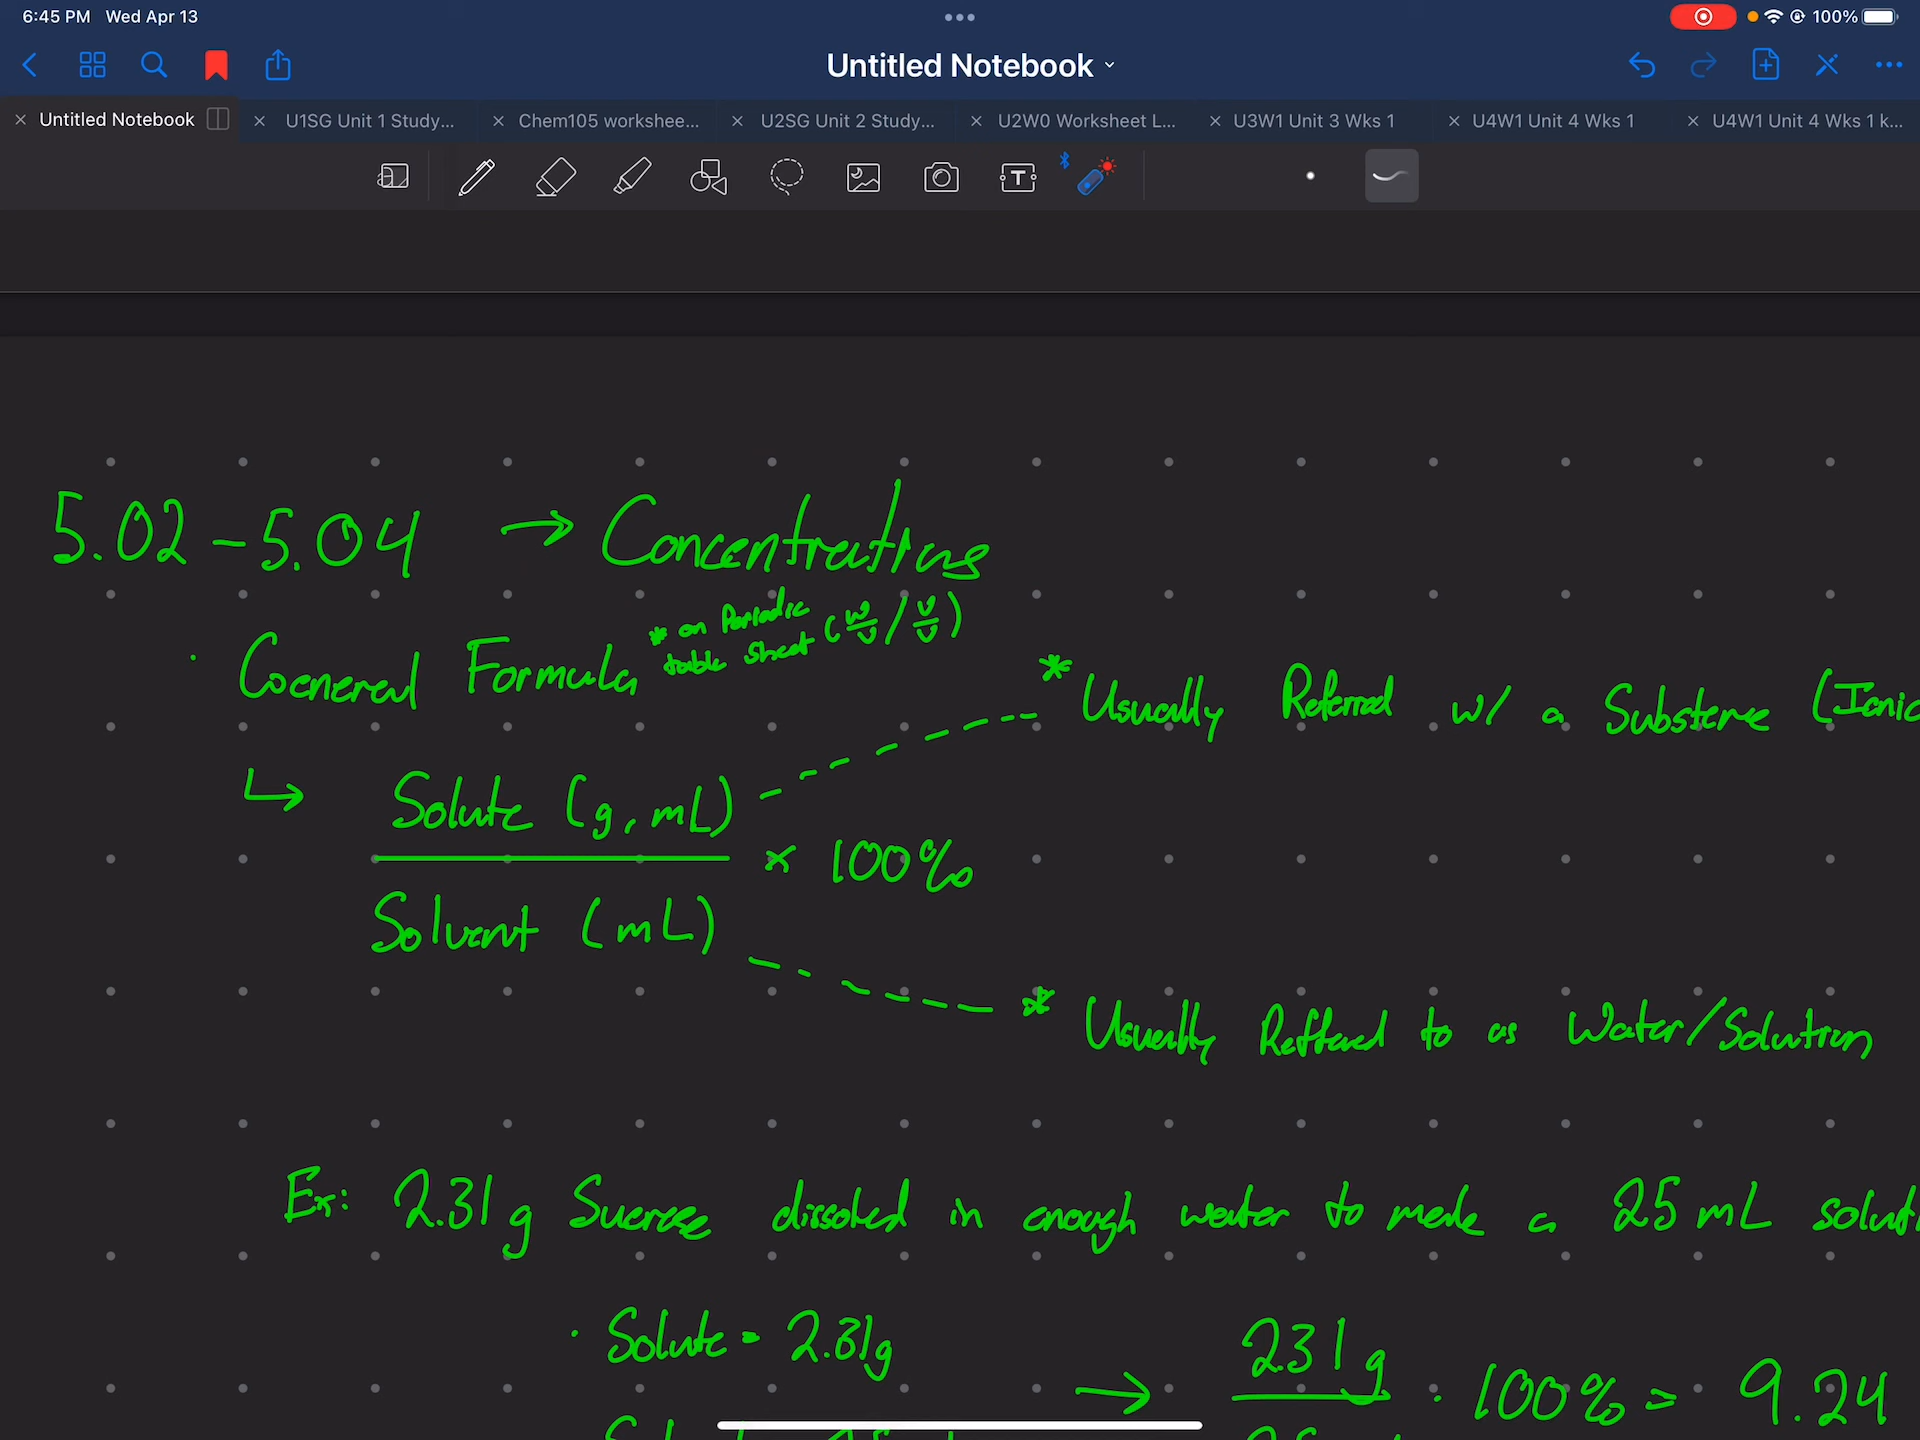 6:45 PM Wed Apr 13
100%
Untitled Notebook
Untitled Notebook
U1SG Unit 1 Study...
Chem105 workshee...
U2SG Unit 2 Study...
U2W0 Worksheet L...
U3W1 Unit 3 Wks 1
U4W1 Unit 4 Wks 1
U4W1 Unit 4 Wks 1 k...
5.02-5.04 → Concentrations
* on Periodic table sheet (w/v / v/v)
· General Formula
* Usually Referred w/ a Substance (Ionic
↳ Solute (g, mL)
x 100%
Solvent (mL)
* Usually Reffered to as Water/Solution
Ex: 2.31g Sucrose dissolved in enough water to make a 25 mL solut
· Solute = 2.31g
→ 2.31 g · 100% = 9.24